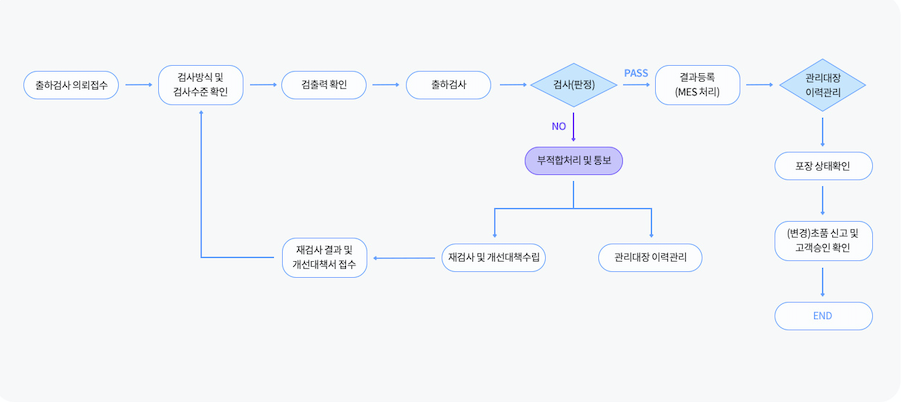 출하검사 의뢰접수
검사방식 및
검사수준 확인
검출력 확인
출하검사
검사(판정)
PASS
결과등록
(MES 처리)
관리대장
이력관리
NO
부적합처리 및 통보
포장 상태확인
(변경)초품 신고 및
고객승인 확인
재검사 결과 및
개선대책서 접수
재검사 및 개선대책수립
관리대장 이력관리
END